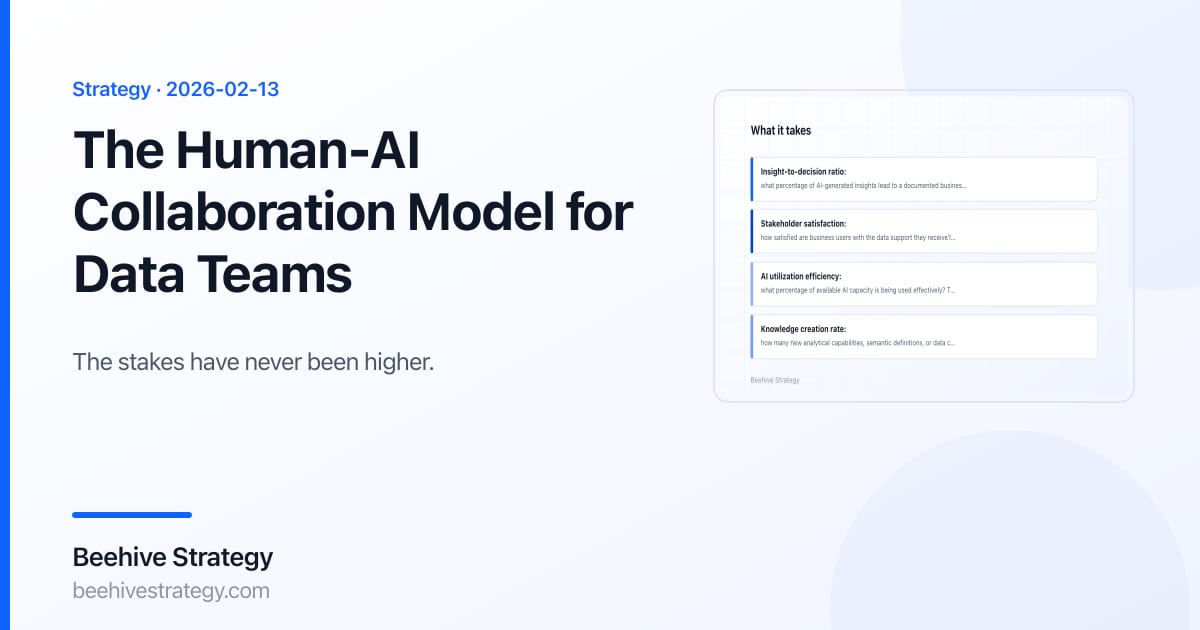 Strategy · 2026-02-13
The Human-AI
Collaboration Model for
Data Teams
The stakes have never been higher.
Beehive Strategy
beehivestrategy.com
What it takes
Insight-to-decision ratio:
what percentage of AI-generated insights lead to a documented busines...
Stakeholder satisfaction:
how satisfied are business users with the data support they receive?...
AI utilization efficiency:
what percentage of available AI capacity is being used effectively? T...
Knowledge creation rate:
how many new analytical capabilities, semantic definitions, or data c...
Beehive Strategy